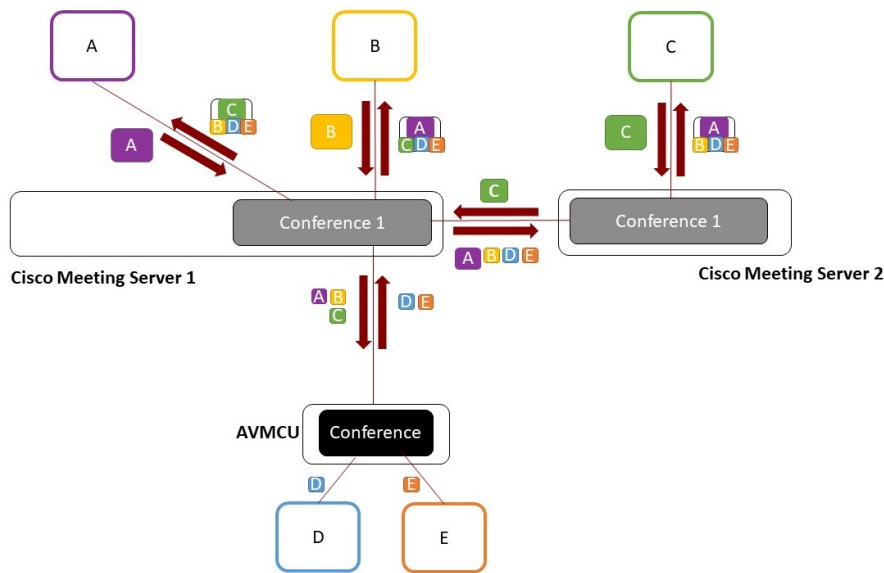 A
B
C
C
B D E
A
B
A
C D E
C
A
B D E
C
Conference 1
Conference 1
Cisco Meeting Server 1
A B D E
Cisco Meeting Server 2
A B
C
D E
AVMCU
Conference
D
E
D
E